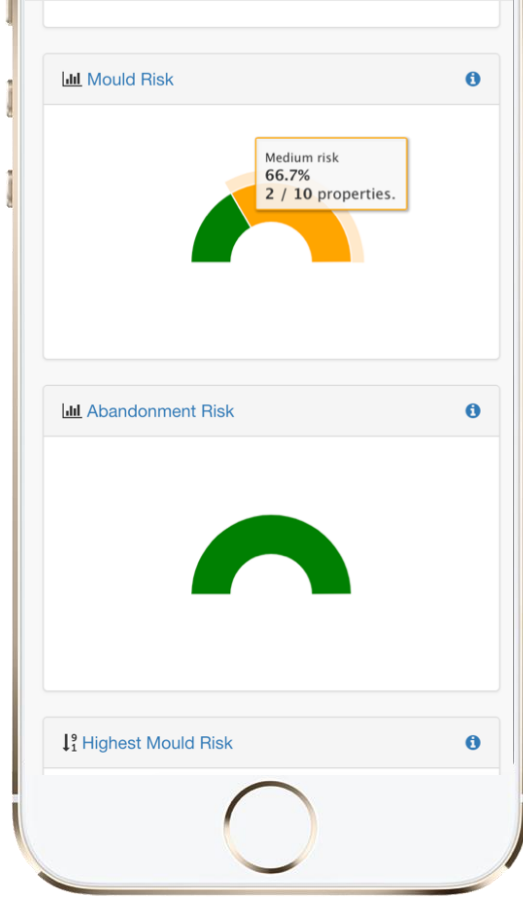 Mould Risk
Medium risk
66.7%
2 / 10 properties.
Abandonment Risk
Highest Mould Risk